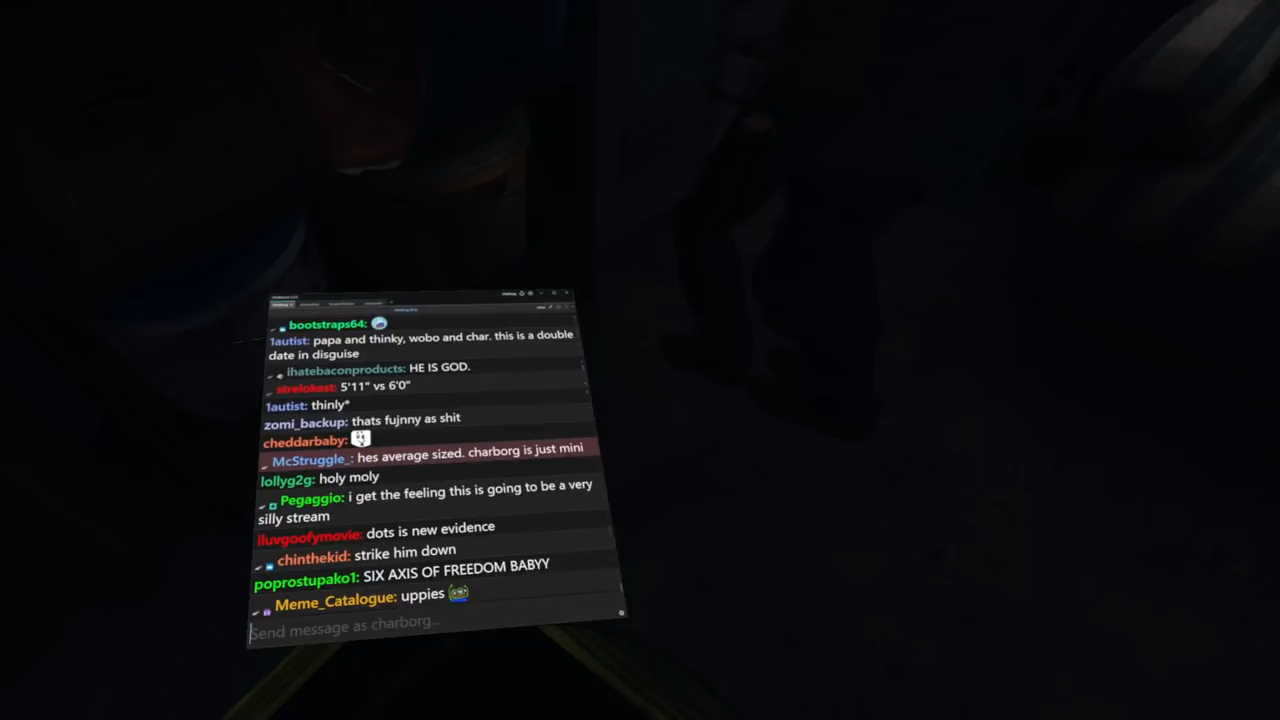 bootstraps64:
1autist: papa and thinky, wobo and char. this is a double
date in disguise
ihatebaconproducts: HE IS GOD.
strelokest: 5'11" vs 6'0"
1autist: thinly*
zomi_backup: thats fujnny as shit
cheddarbaby:
McStruggle_: hes average sized. charborg is just mini
lollyg2g: holy moly
Pegaggio: i get the feeling this is going to be a very
silly stream
iluvgoofymovie: dots is new evidence
chinthekid: strike him down
poprostupako1: SIX AXIS OF FREEDOM BABYY
Meme_Catalogue: uppies
Send message as charborg...